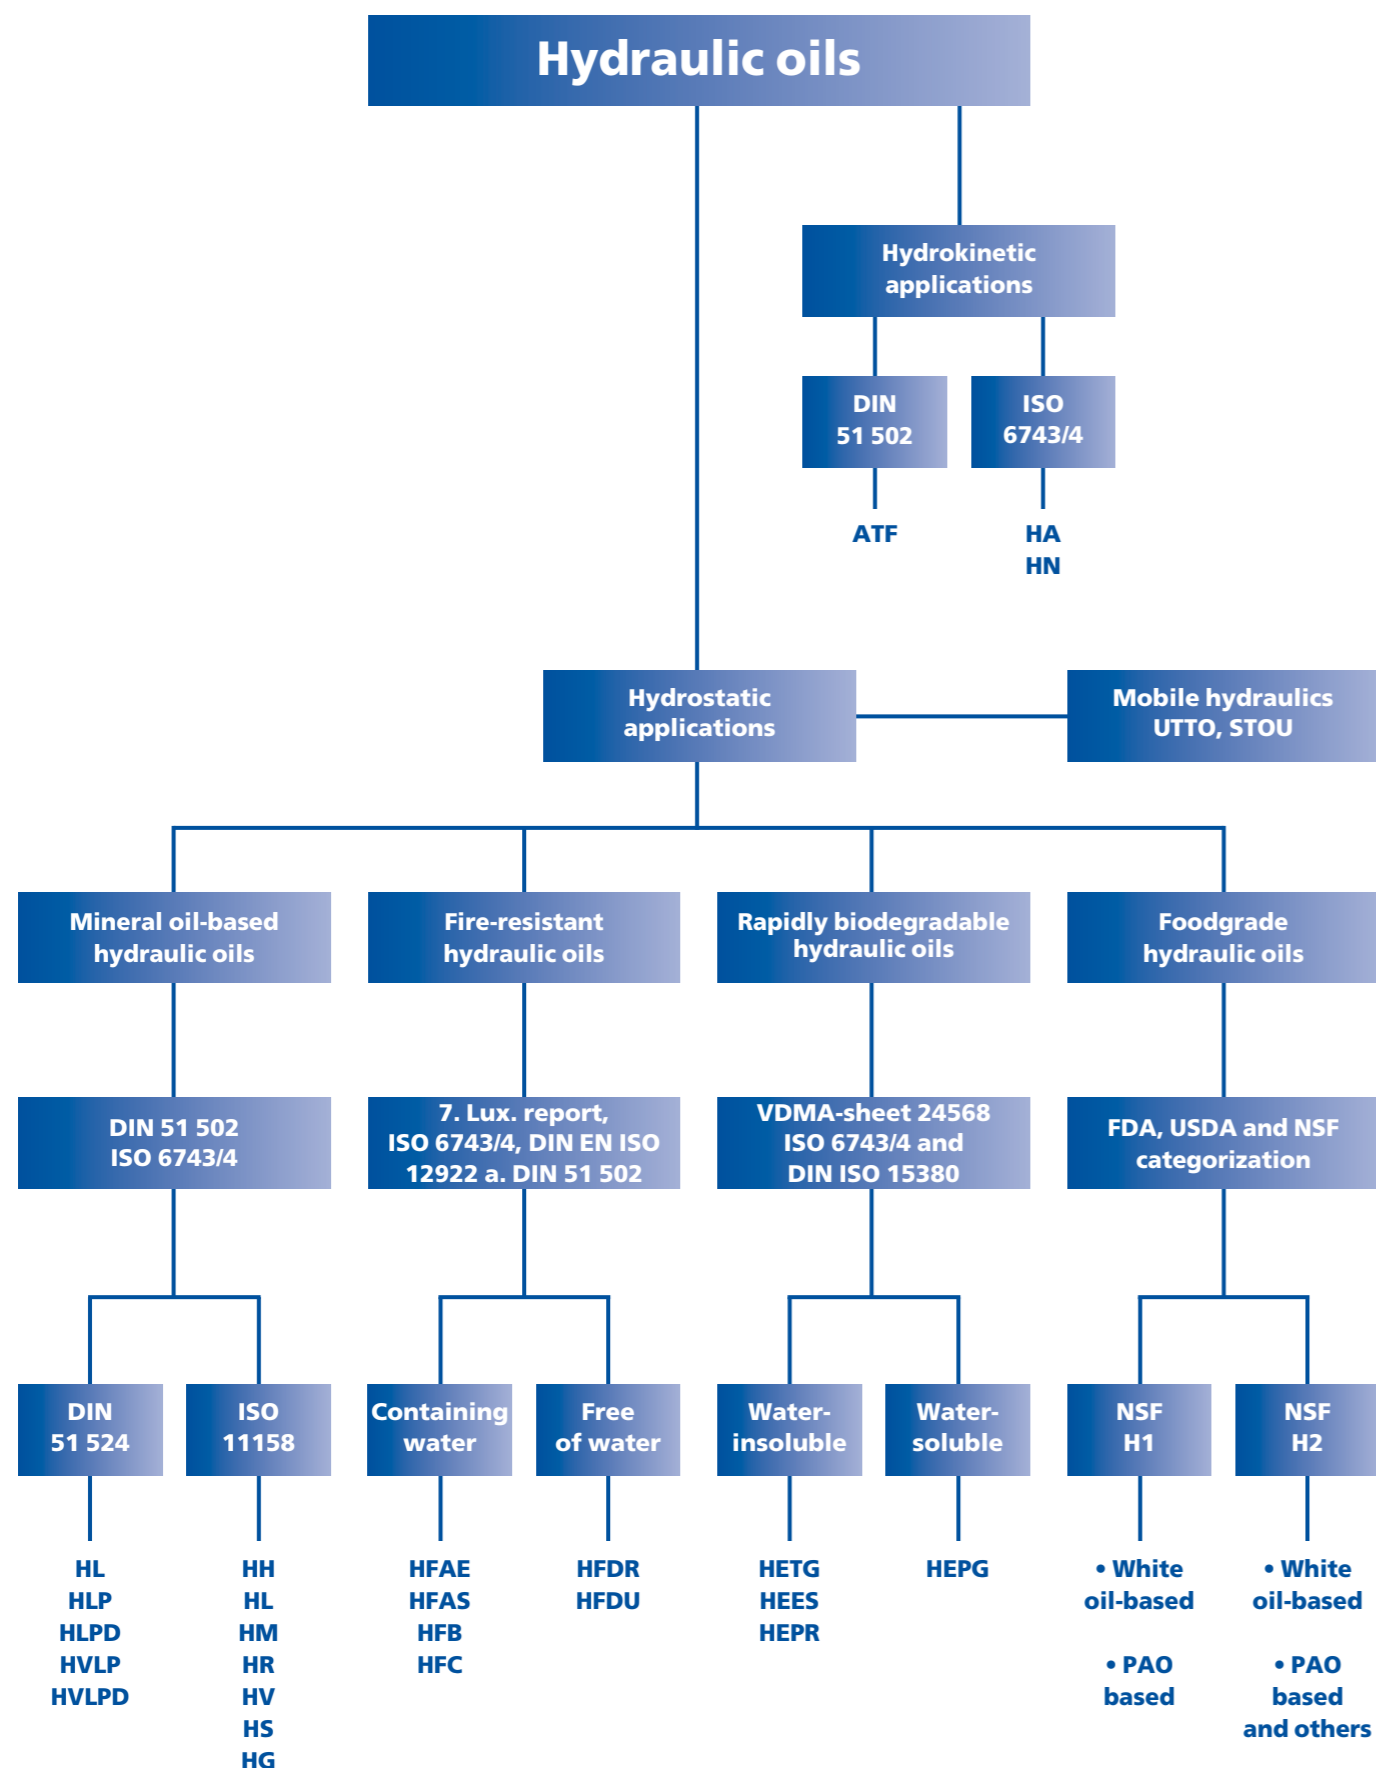 Hydraulic oils
Hydrokinetic
applications
DIN
51 502
ISO
6743/4
ATF
HA
HN
Hydrostatic
applications
Mobile hydraulics
UTTO, STOU
Mineral oil-based
hydraulic oils
Fire-resistant
hydraulic oils
Rapidly biodegradable
hydraulic oils
Foodgrade
hydraulic oils
DIN 51 502
ISO 6743/4
7. Lux. report,
ISO 6743/4, DIN EN ISO
12922 a. DIN 51 502
VDMA-sheet 24568
ISO 6743/4 and
DIN ISO 15380
FDA, USDA and NSF
categorization
DIN
51 524
ISO
11158
Containing
water
Free
of water
Water-
insoluble
Water-
soluble
NSF
H1
NSF
H2
HL
HLP
HLPD
HVLP
HVLPD
HH
HL
HM
HR
HV
HS
HG
HFAE
HFAS
HFB
HFC
HFDR
HFDU
HETG
HEES
HEPR
HEPG
• White
oil-based
• PAO
based
• White
oil-based
• PAO
based
and others